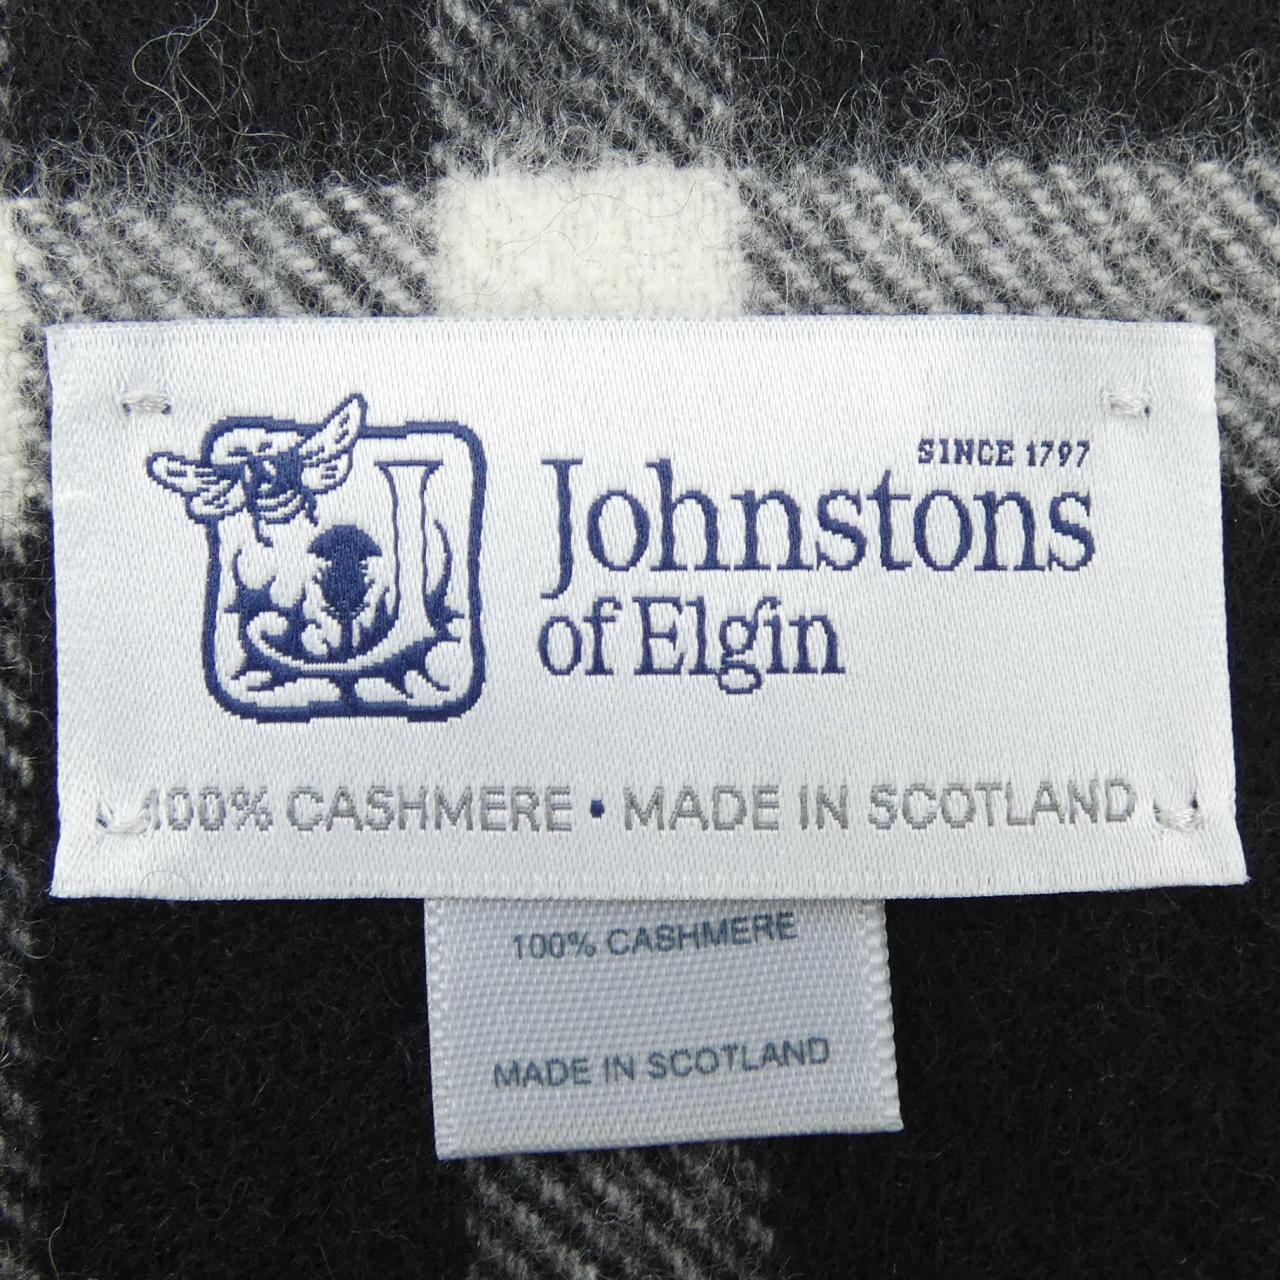 SINCE 1797
Johnstons
of Elgin
100% CASHMERE • MADE IN SCOTLAND
100% CASHMERE
MADE IN SCOTLAND